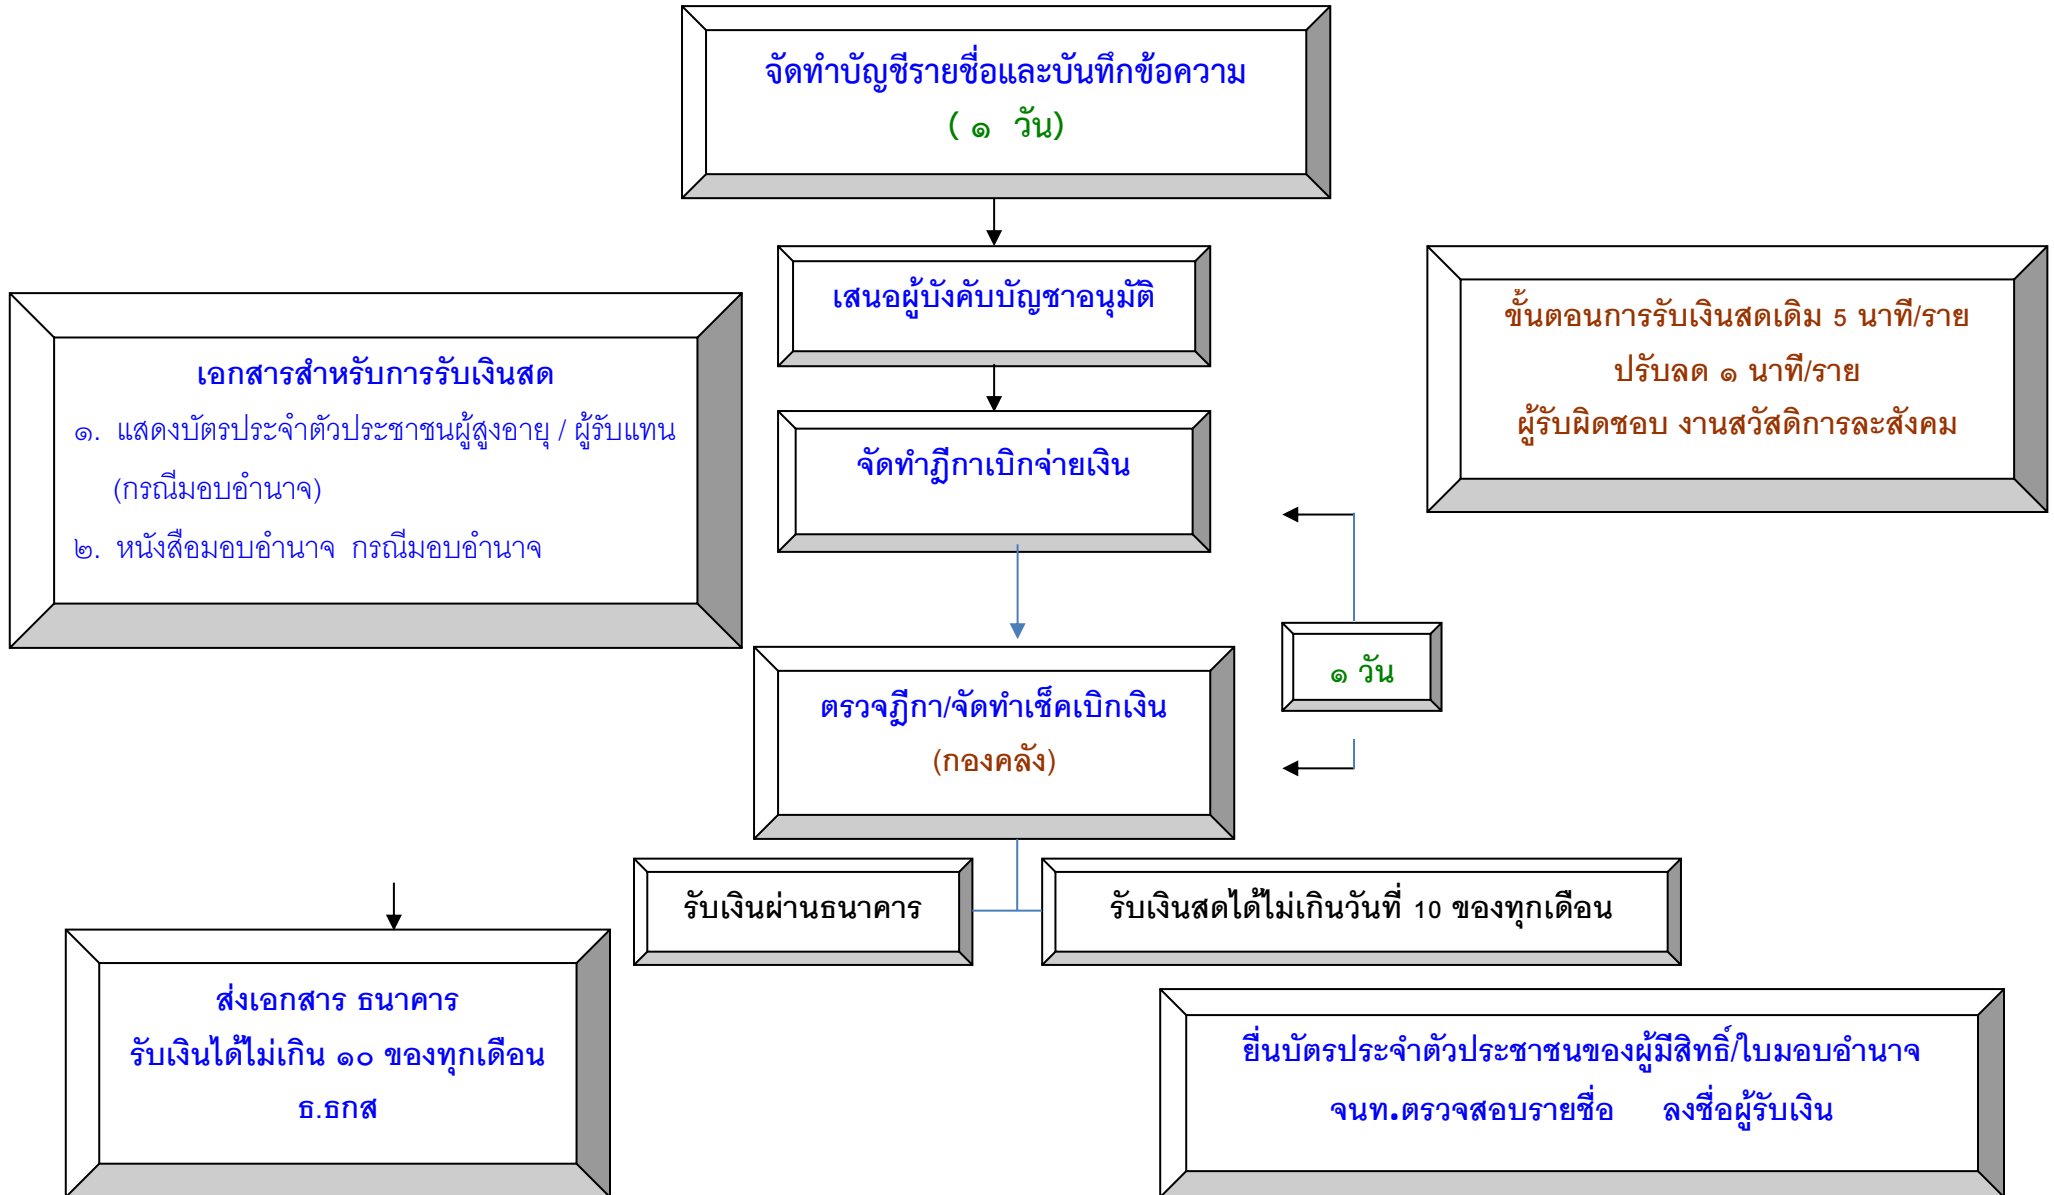 จัดทำบัญชีรายชื่อและบันทึกข้อความ
( ๑ วัน)
เสนอผู้บังคับบัญชาอนุมัติ
ขั้นตอนการรับเงินสดเดิม 5 นาที/ราย
ปรับลด ๑ นาที/ราย
ผู้รับผิดชอบ งานสวัสดิการละสังคม
เอกสารสำหรับการรับเงินสด
๑. แสดงบัตรประจำตัวประชาชนผู้สูงอายุ / ผู้รับแทน
(กรณีมอบอำนาจ)
๒. หนังสือมอบอำนาจ กรณีมอบอำนาจ
จัดทำฎีกาเบิกจ่ายเงิน
๑ วัน
ตรวจฎีกา/จัดทำเช็คเบิกเงิน
(กองคลัง)
รับเงินผ่านธนาคาร
รับเงินสดได้ไม่เกินวันที่ 10 ของทุกเดือน
ส่งเอกสาร ธนาคาร
รับเงินได้ไม่เกิน ๑๐ ของทุกเดือน
ธ.ธกส
ยื่นบัตรประจำตัวประชาชนของผู้มีสิทธิ์/ใบมอบอำนาจ
จนท.ตรวจสอบรายชื่อ ลงชื่อผู้รับเงิน